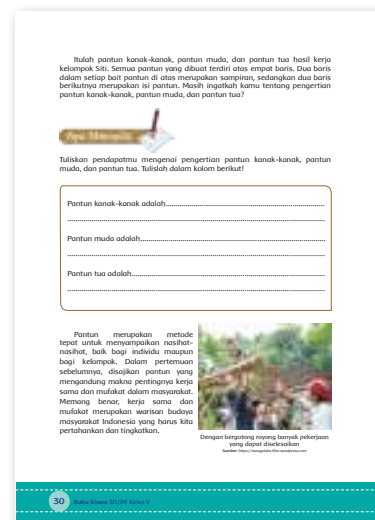 Itulah pantun kanak-kanak, pantun muda, dan pantun tua hasil kerja
kelompok Siti. Semua pantun yang dibuat terdiri atas empat baris. Dua baris
dalam setiap bait pantun di atas merupakan sampiran, sedangkan dua baris
berikutnya merupakan isi pantun. Masih ingatkah kamu tentang pengertian
pantun kanak-kanak, pantun muda, dan pantun tua?
Ayo Menulis
Tuliskan pendapatmu mengenai pengertian pantun kanak-kanak, pantun
muda, dan pantun tua. Tulislah dalam kolom berikut!
Pantun kanak-kanak adalah
Pantun muda adalah
Pantun tua adalah
Pantun merupakan metode
tepat untuk menyampaikan nasihat-
nasihat, baik bagi individu maupun
bagi kelompok. Dalam pertemuan
sebelumnya, disajikan pantun yang
mengandung makna pentingnya kerja
sama dan mufakat dalam masyarakat.
Memang benar, kerja sama dan
mufakat merupakan warisan budaya
masyarakat Indonesia yang harus kita
pertahankan dan tingkatkan.
Dengan bergotong royong banyak pekerjaan
yang dapat diselesaikan
30 Buku Siswa SD/MI Kelas V